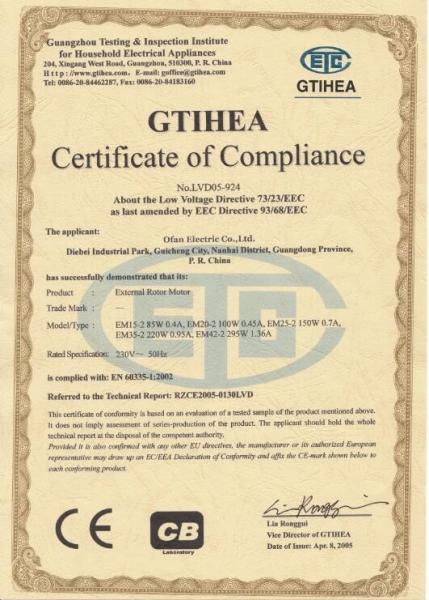 Guangzhou Testing & Inspection Institute
for Household Electrical Appliances
204, Xingang West Road, Guangzhou, 510300, P. R. China
Http://www.gtihea.com, E-mail: goffice@gtihea.com
Tel: 0086-20-84462287, Fax: 0086-20-84183160
ETC
GTIHEA
GTIHEA
Certificate of Compliance
No.LVD05-924
About the Low Voltage Directive 73/23/EEC
as last amended by EEC Directive 93/68/EEC
The applicant:
Ofan Electric Co.,Ltd.
Diebei Industrial Park, Guicheng City, Nanhai District, Guangdong Province,
P. R. China
has successfully demonstrated that its:
Product : External Rotor Motor
Trade Mark : —
Model/Type : EM15-2 85W 0.4A, EM20-2 100W 0.45A, EM25-2 150W 0.7A,
EM35-2 220W 0.95A, EM42-2 295W 1.36A
Rated Specification: 230V～ 50Hz
is complied with: EN 60335-1:2002
Referred to the Technical Report: RZCE2005-0130LVD
This certificate of conformity is based on an evaluation of a tested sample of the product mentioned above.
It does not imply assessment of series-production of the product. The applicant should hold the whole
technical report at the disposal of the competent authority.
Provided it is also confirmed with any other EU directives, the manufacturer or its authorized European
representative may draw up an EC/EEA Declaration of Conformity and affix the CE-mark shown below to
each conforming product.
CE
CB
Laboratory
Lin Ronggui
Lin Ronggui
Vice Director of GTIHEA
Date of Issue: Apr. 8, 2005